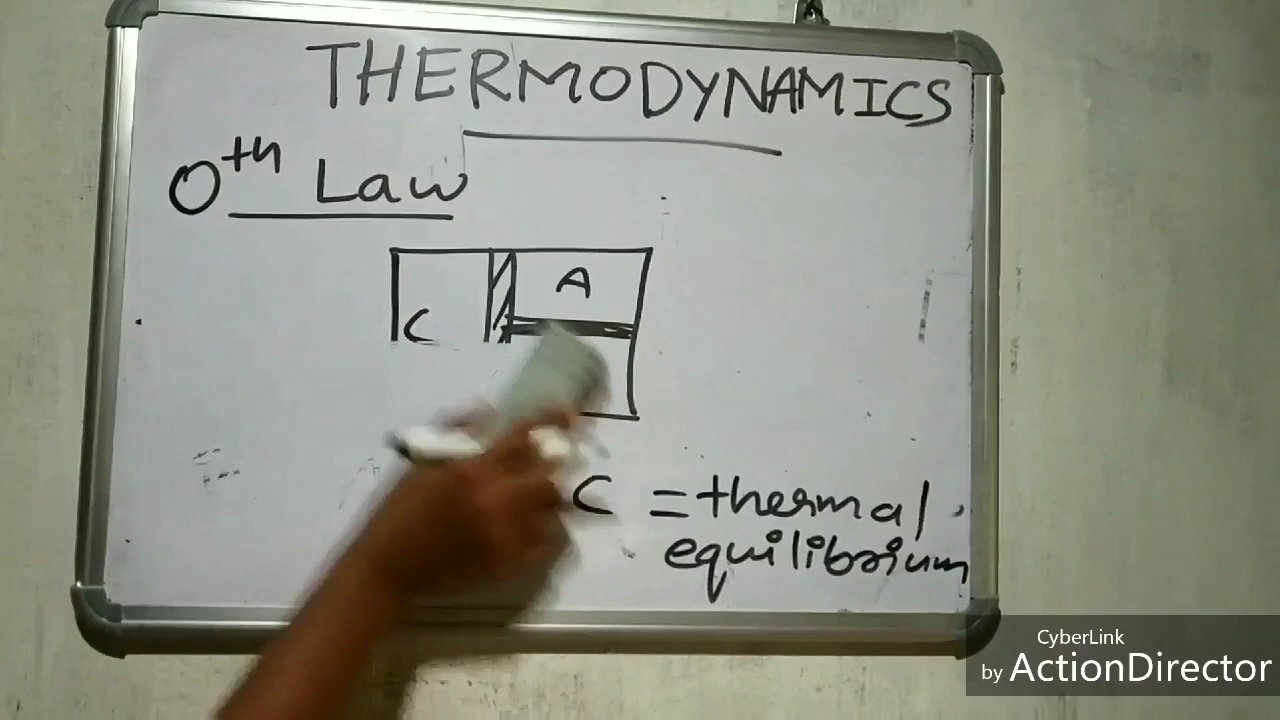 THERMODYNAMICS
0th Law
A
C
C = thermal
equilibrium
CyberLink
by ActionDirector